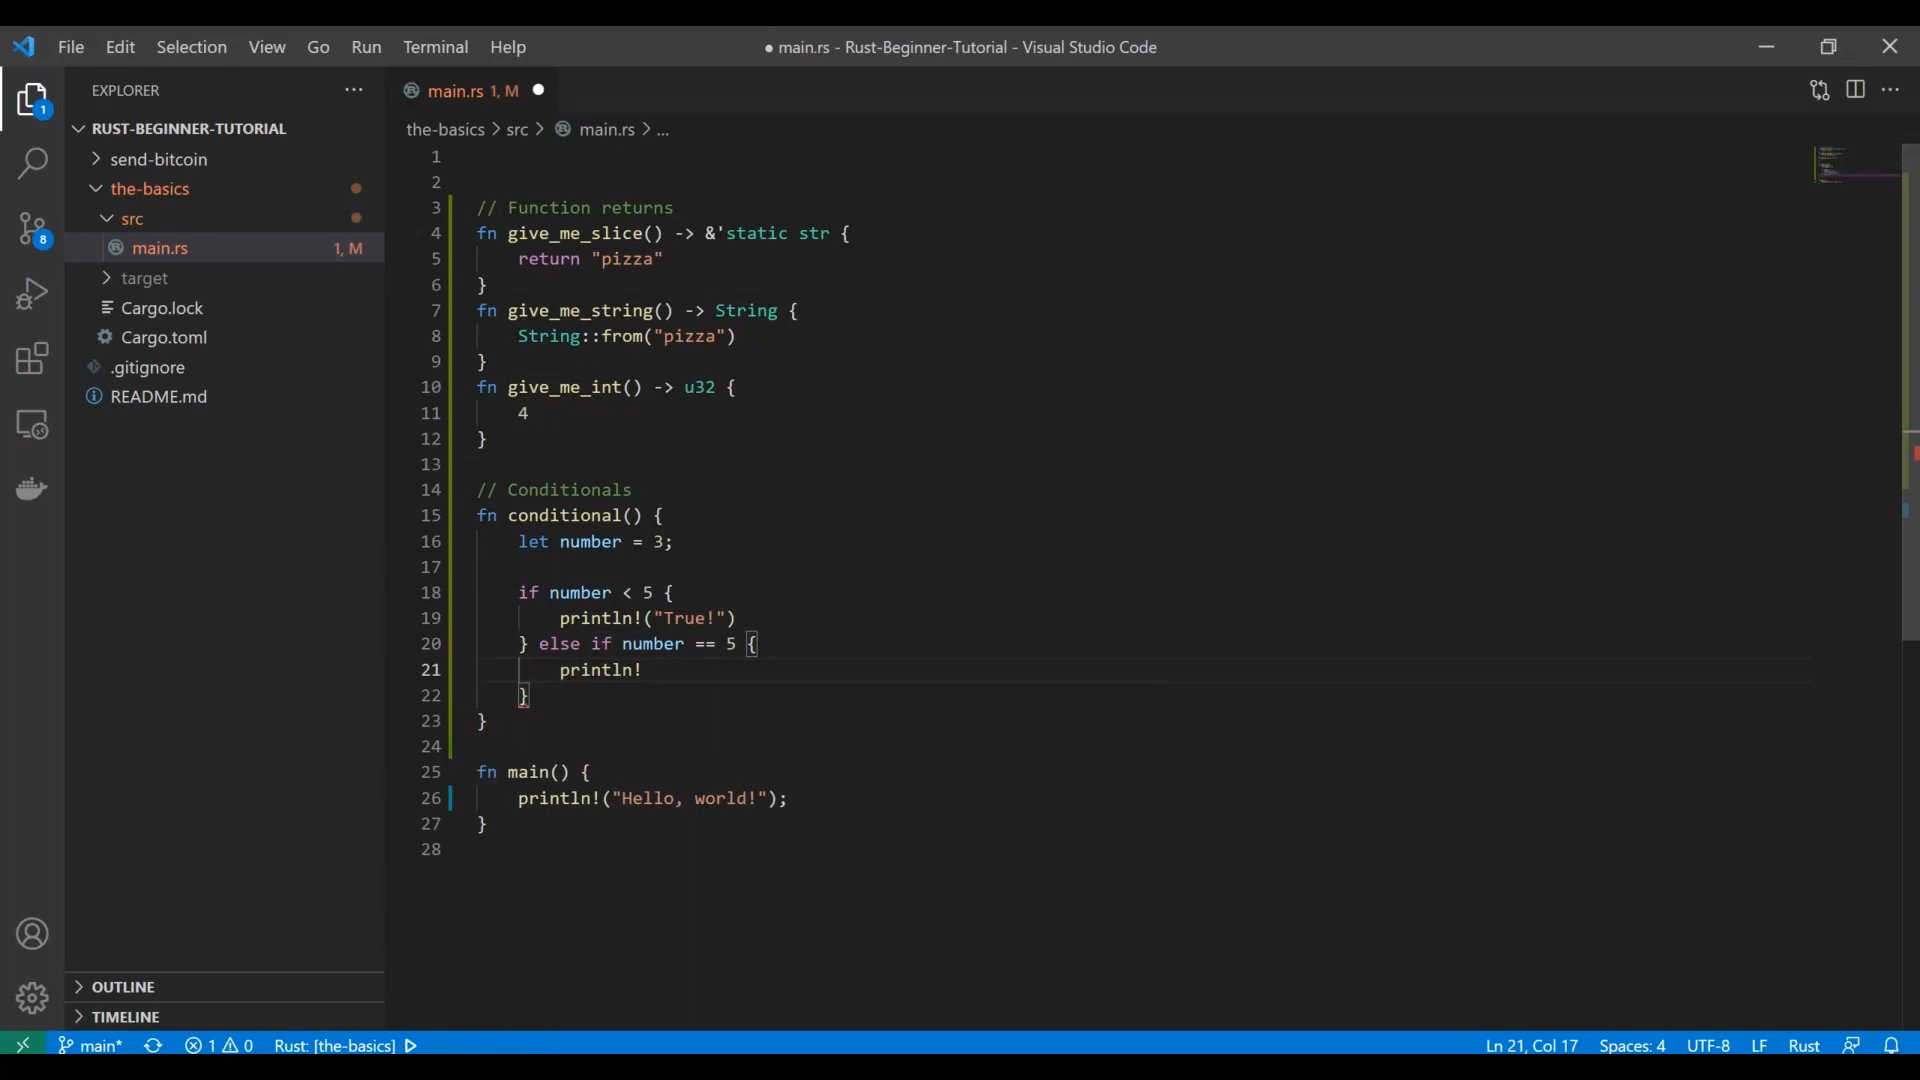 File Edit Selection View Go Run Terminal Help
● main.rs - Rust-Beginner-Tutorial - Visual Studio Code
EXPLORER
1
RUST-BEGINNER-TUTORIAL
send-bitcoin
the-basics
src
8
main.rs 1, M
target
Cargo.lock
Cargo.toml
.gitignore
README.md
OUTLINE
TIMELINE
main.rs 1, M
the-basics > src > main.rs > ...
1
2
3 // Function returns
4 fn give_me_slice() -> &'static str {
5 return "pizza"
6 }
7 fn give_me_string() -> String {
8 String::from("pizza")
9 }
10 fn give_me_int() -> u32 {
11 4
12 }
13
14 // Conditionals
15 fn conditional() {
16 let number = 3;
17
18 if number < 5 {
19 println!("True!")
20 } else if number == 5 {
21 println!
22 }
23 }
24
25 fn main() {
26 println!("Hello, world!");
27 }
28
main* 1 0 Rust: [the-basics] Ln 21, Col 17 Spaces: 4 UTF-8 LF Rust